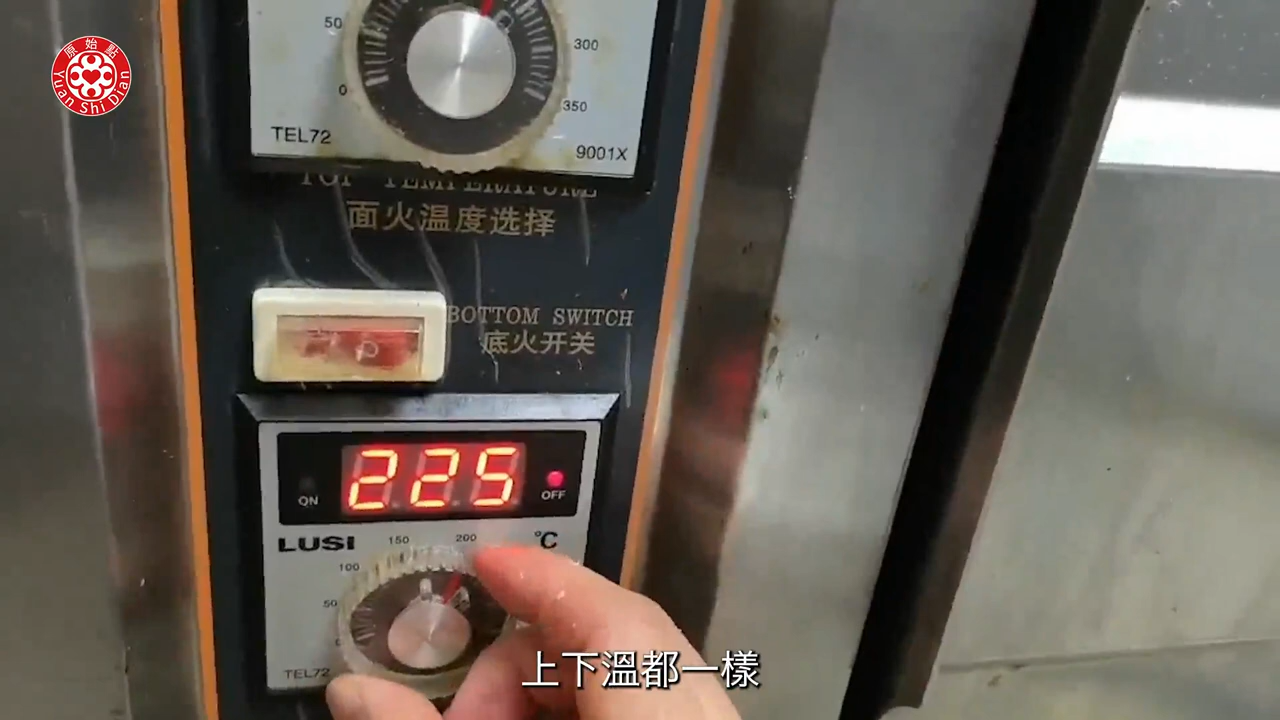 原始點
Yuan Shi Dian
50
300
0
350
TEL72
9001X
TOP TEMPERATURE
面火温度选择
BOTTOM SWITCH
底火开关
225
ON
OFF
LUSI
150
200
℃
100
50
TEL72
上下溫都一樣